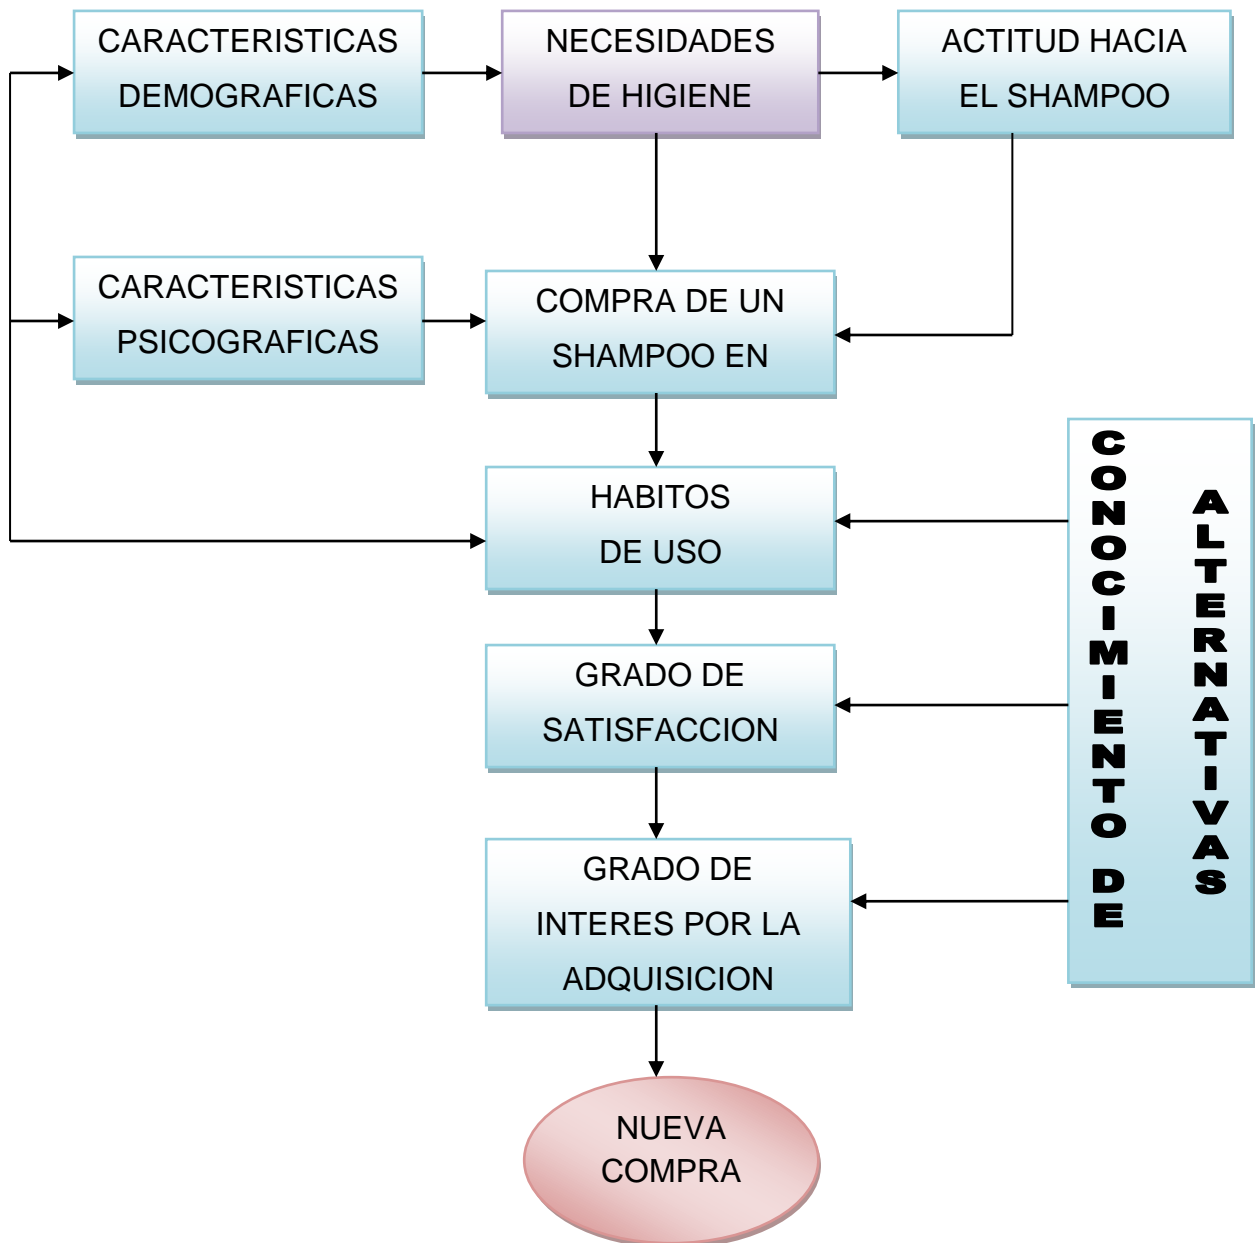 CARACTERISTICAS
DEMOGRAFICAS
NECESIDADES
DE HIGIENE
ACTITUD HACIA
EL SHAMPOO
CARACTERISTICAS
PSICOGRAFICAS
COMPRA DE UN
SHAMPOO EN
HABITOS
DE USO
GRADO DE
SATISFACCION
GRADO DE
INTERES POR LA
ADQUISICION
CONOCIMIENTO DE
ALTERNATIVAS
NUEVA
COMPRA